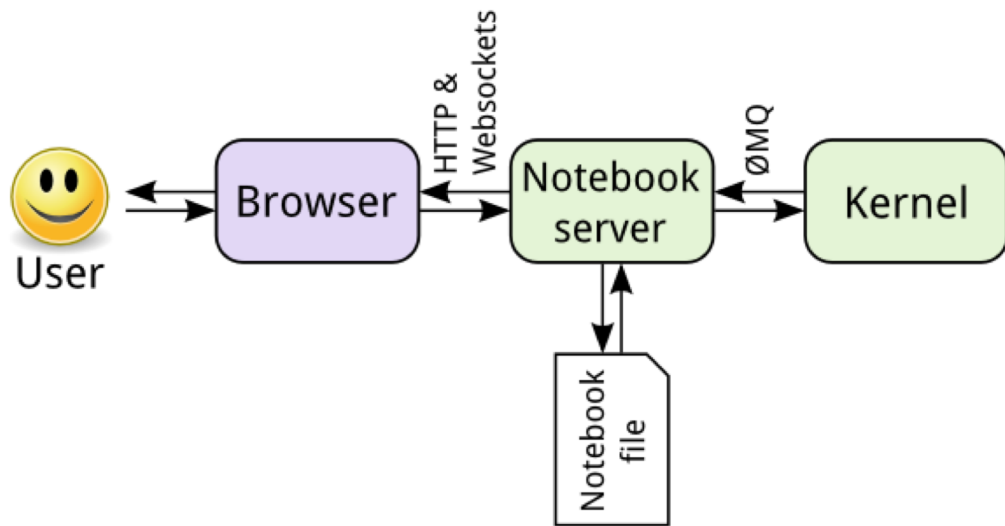 HTTP &
Websockets
ØMQ
Browser
Notebook
server
Kernel
User
Notebook
file